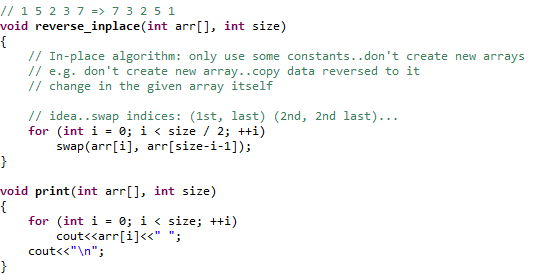 // 1 5 2 3 7 => 7 3 2 5 1
void reverse_inplace(int arr[], int size)
{
    // In-place algorithm: only use some constants..don't create new arrays
    // e.g. don't create new array..copy data reversed to it
    // change in the given array itself

    // idea..swap indices: (1st, last) (2nd, 2nd last)...
    for (int i = 0; i < size / 2; ++i)
        swap(arr[i], arr[size-i-1]);
}

void print(int arr[], int size)
{
    for (int i = 0; i < size; ++i)
        cout<<arr[i]<<" ";
    cout<<"\n";
}